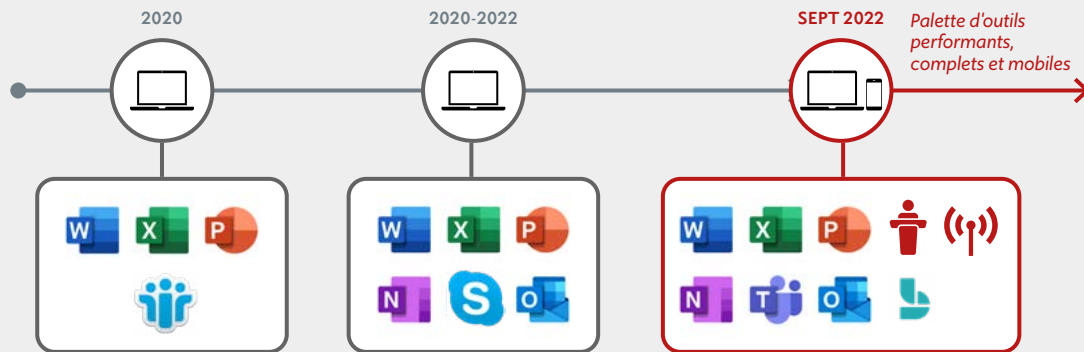 2020
2020-2022
SEPT 2022
Palette d'outils
performants,
complets et mobiles
W X P
W X P
N S O
W X P
N T O